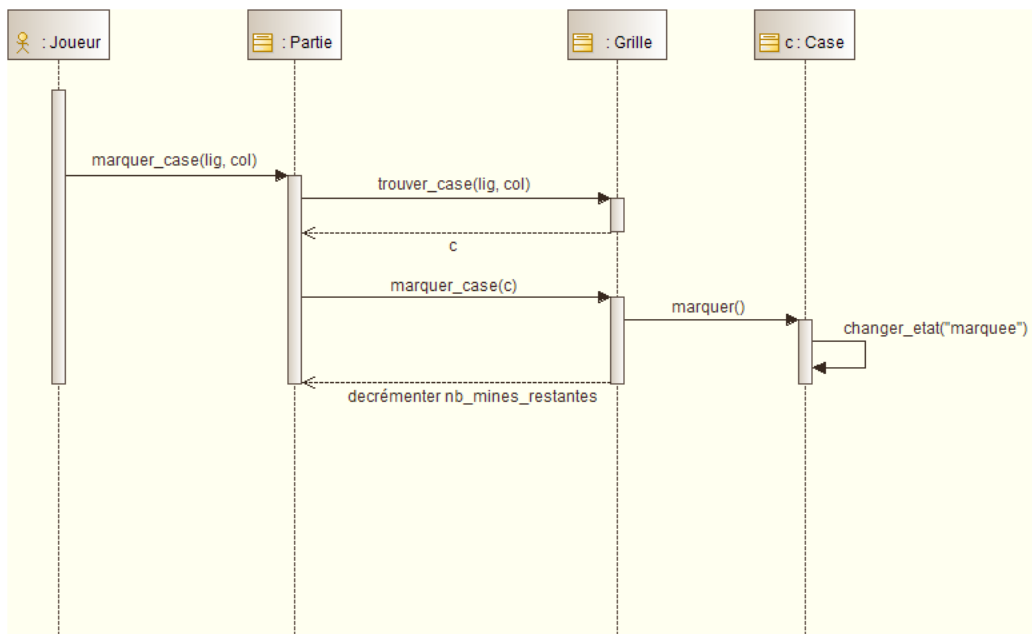 : Joueur
: Partie
: Grille
c : Case
marquer_case(lig, col)
trouver_case(lig, col)
c
marquer_case(c)
marquer()
changer_etat("marquee")
decrémenter nb_mines_restantes